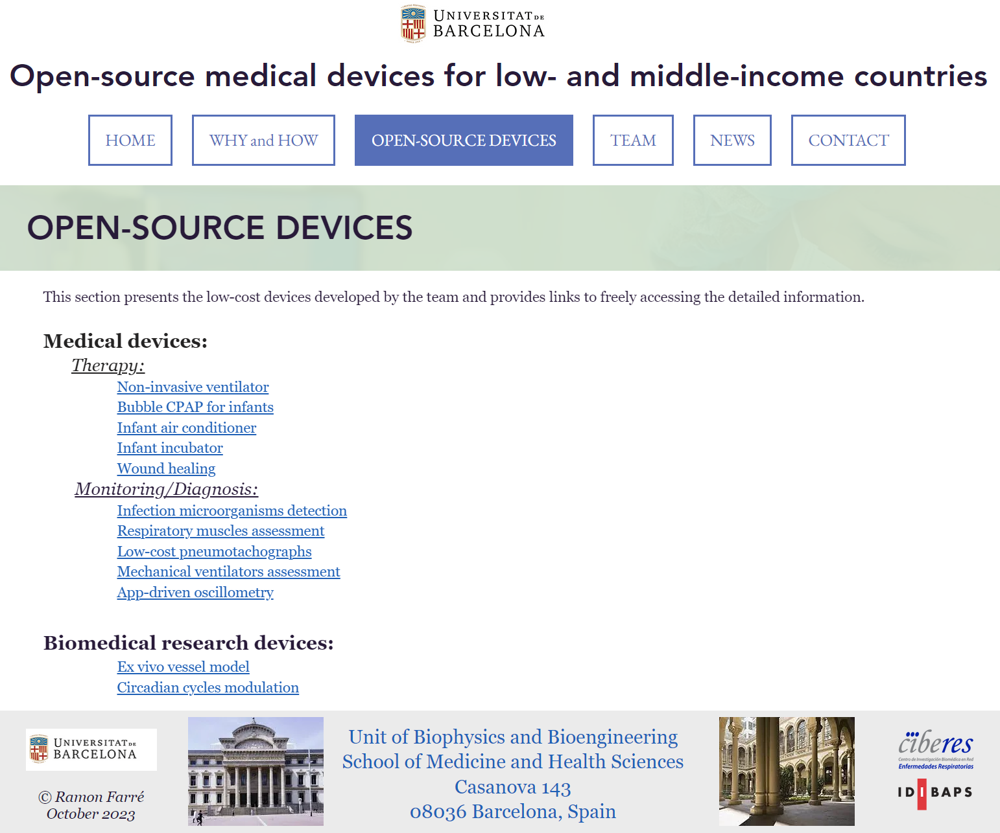 UNIVERSITAT DE
BARCELONA
Open-source medical devices for low- and middle-income countries
HOME
WHY and HOW
OPEN-SOURCE DEVICES
TEAM
NEWS
CONTACT
OPEN-SOURCE DEVICES
This section presents the low-cost devices developed by the team and provides links to freely accessing the detailed information.
Medical devices:
Therapy:
Non-invasive ventilator
Bubble CPAP for infants
Infant air conditioner
Infant incubator
Wound healing
Monitoring/Diagnosis:
Infection microorganisms detection
Respiratory muscles assessment
Low-cost pneumotachographs
Mechanical ventilators assessment
App-driven oscillometry
Biomedical research devices:
Ex vivo vessel model
Circadian cycles modulation
UNIVERSITAT DE
BARCELONA
© Ramon Farré
October 2023
Unit of Biophysics and Bioengineering
School of Medicine and Health Sciences
Casanova 143
08036 Barcelona, Spain
ciberes
Centro de Investigación Biomédica en Red
Enfermedades Respiratorias
IDIBAPS